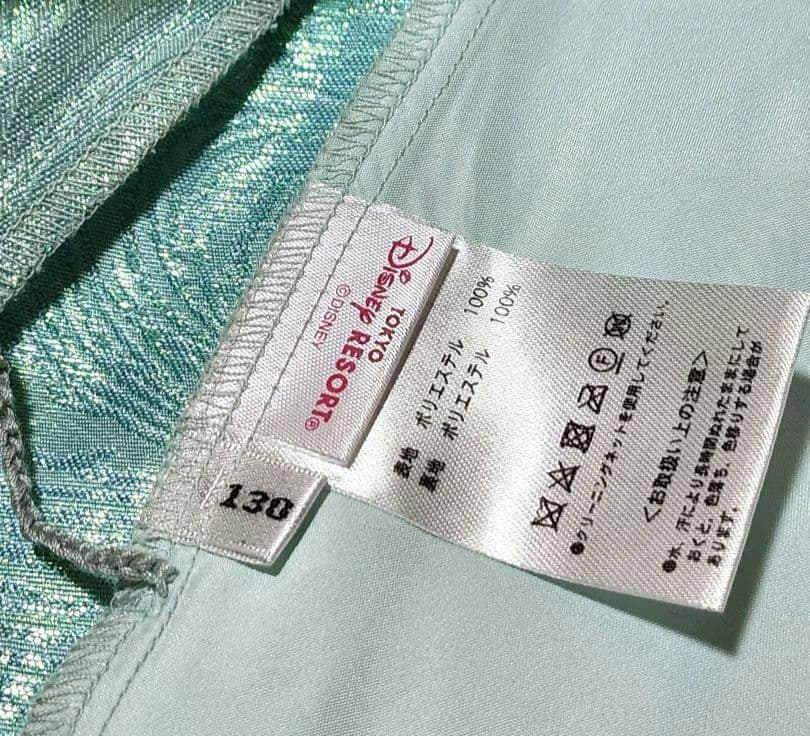 TOKYO
Disney RESORT®
©DISNEY
130
表地 ポリエステル 100%
裏地 ポリエステル 100%
●クリーニングネットを使用してください。
<お取扱い上の注意>
●水、汗により長時間ぬれたままにして
おくと、色落ち、色移りする場合が
あります。